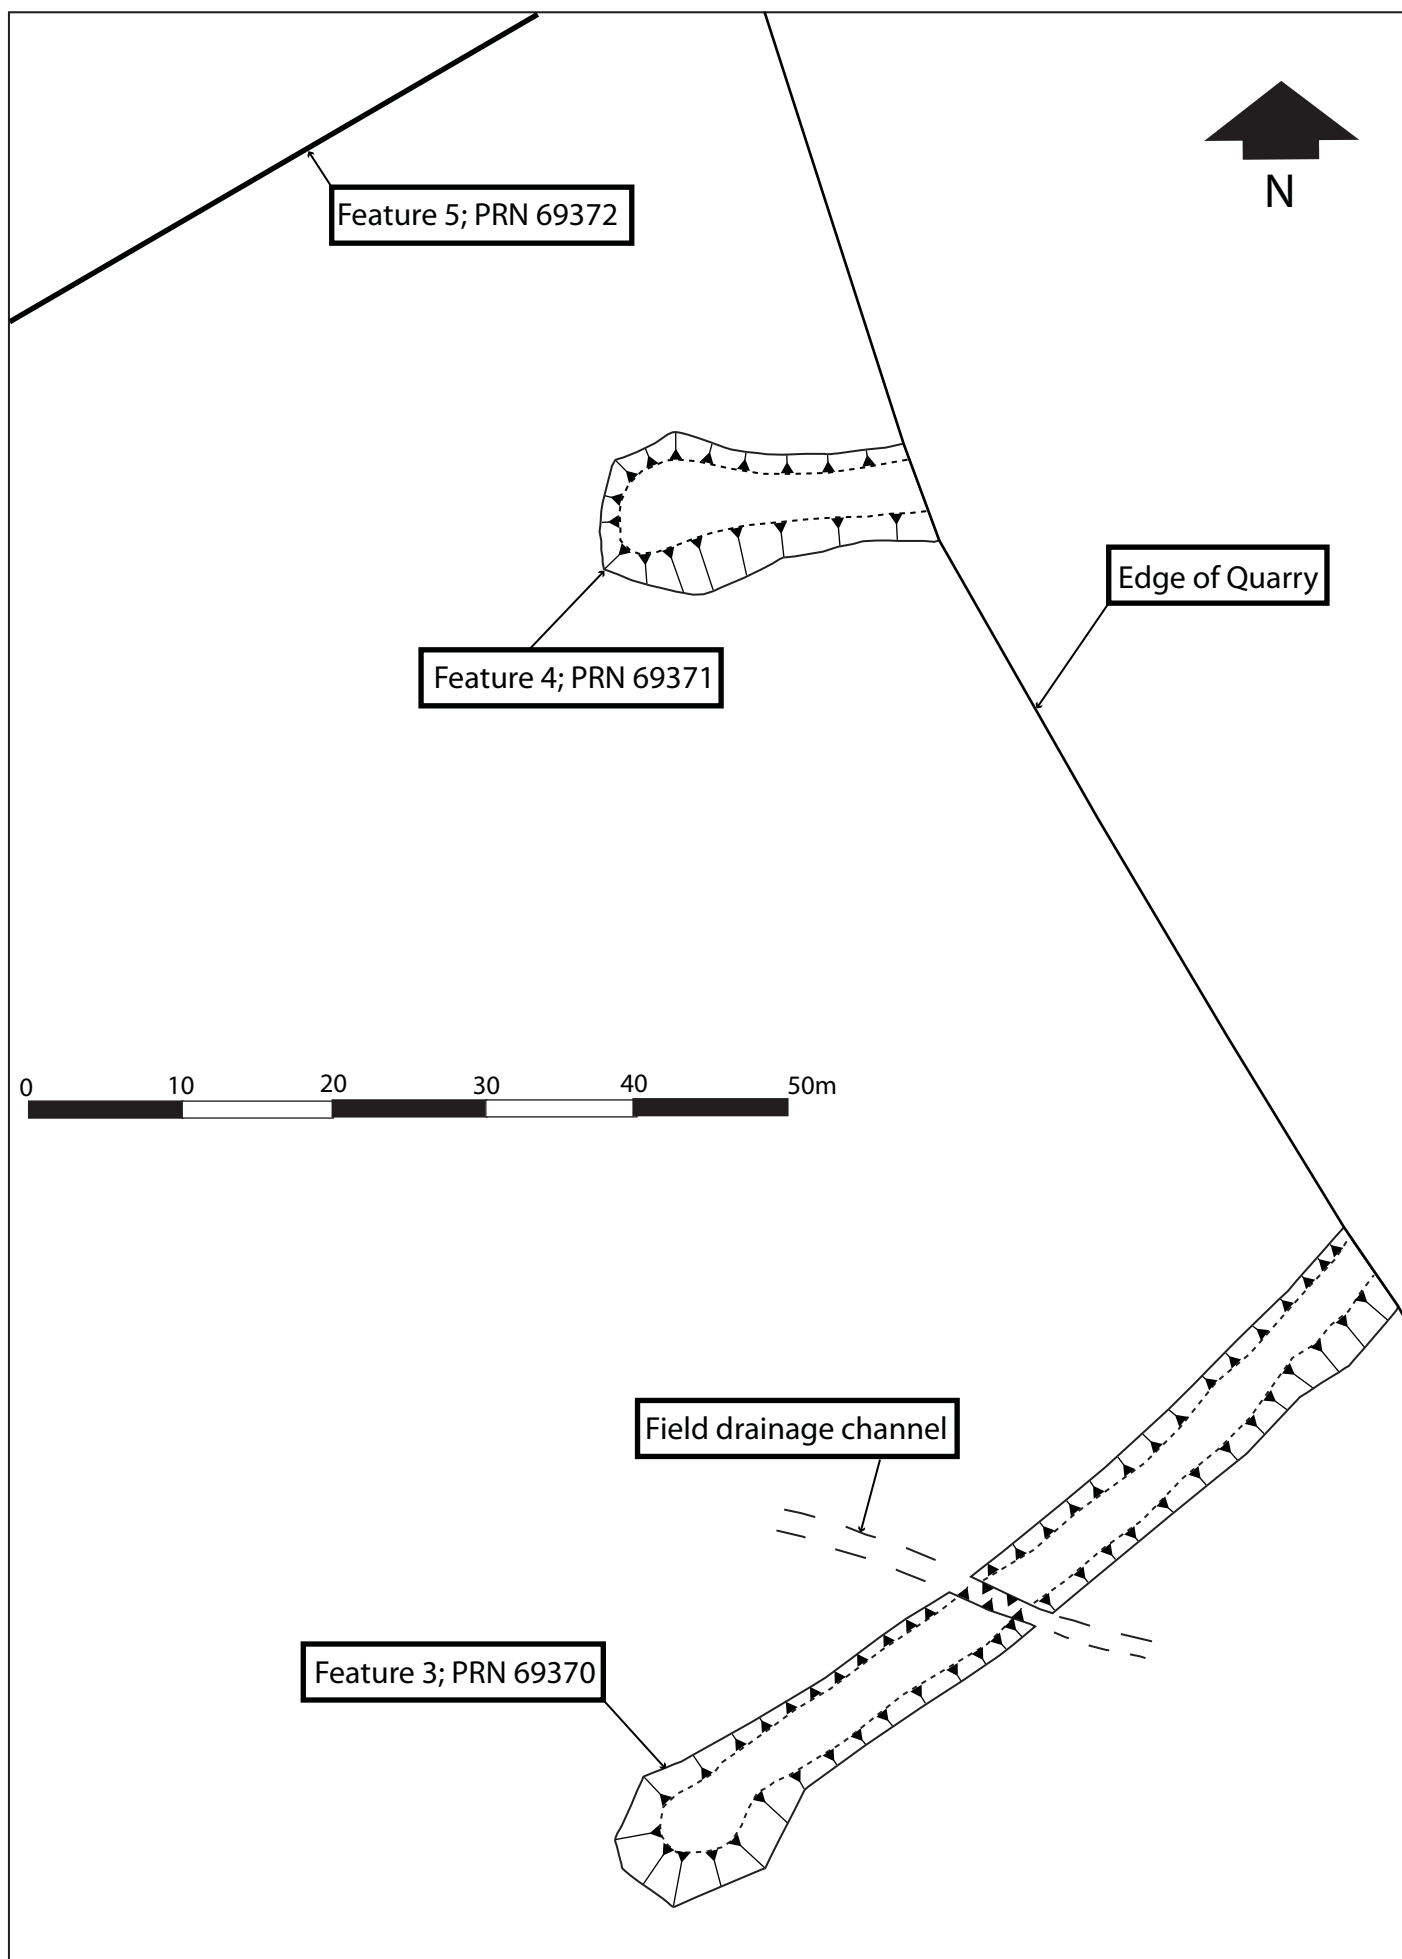 N
Feature 5; PRN 69372
Edge of Quarry
Feature 4; PRN 69371
0 10 20 30 40 50m
Field drainage channel
Feature 3; PRN 69370